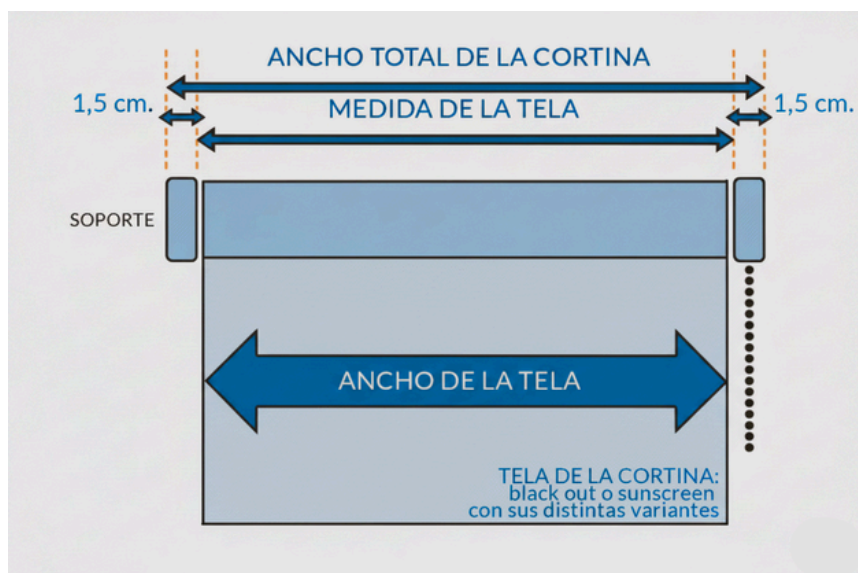 ANCHO TOTAL DE LA CORTINA
1,5 cm.
MEDIDA DE LA TELA
1,5 cm.
SOPORTE
ANCHO DE LA TELA
TELA DE LA CORTINA:
black out o sunscreen
con sus distintas variantes